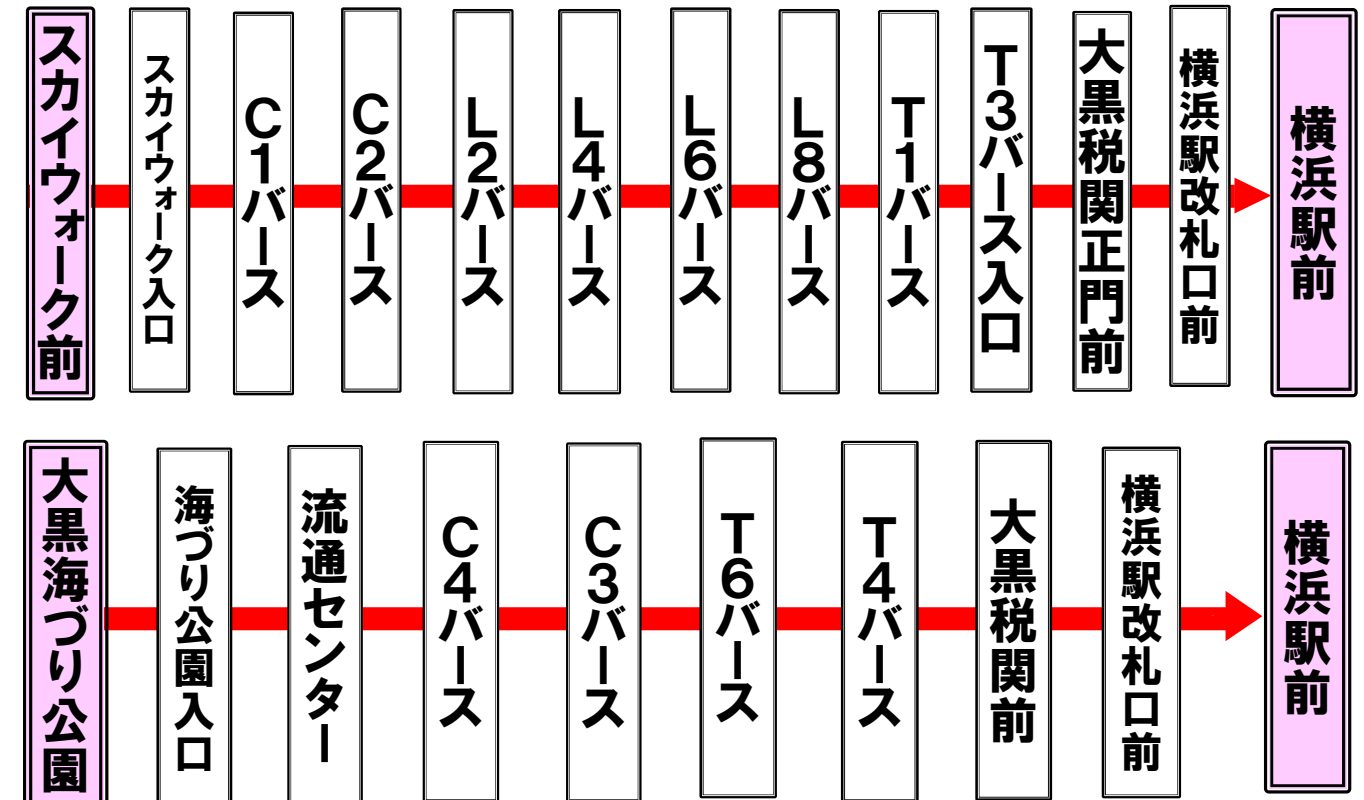 スカイウォーク前
スカイウォーク入口
C1バース
C2バース
L2バース
L4バース
L6バース
L8バース
T1バース
T3バース入口
大黒税関正門前
横浜駅改札口前
横浜駅前
大黒海づり公園
海づり公園入口
流通センター
C4バース
C3バース
T6バース
T4バース
大黒税関前
横浜駅改札口前
横浜駅前